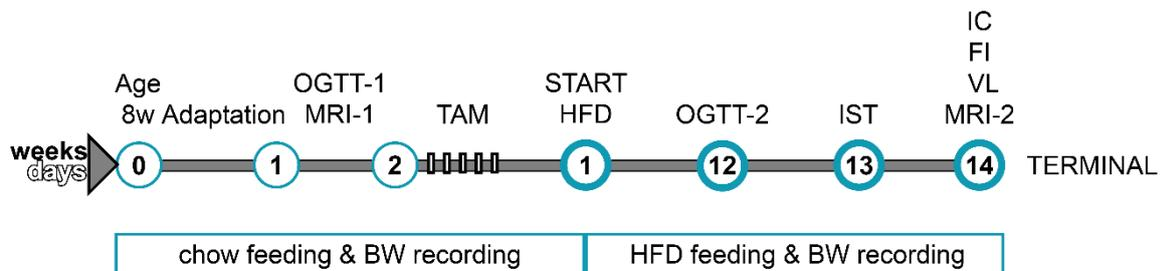 IC
FI
VL
Age OGTT-1 START
8w Adaptation MRI-1 TAM HFD OGTT-2 IST MRI-2
weeks
days
0 1 2 1 12 13 14 TERMINAL
chow feeding & BW recording HFD feeding & BW recording